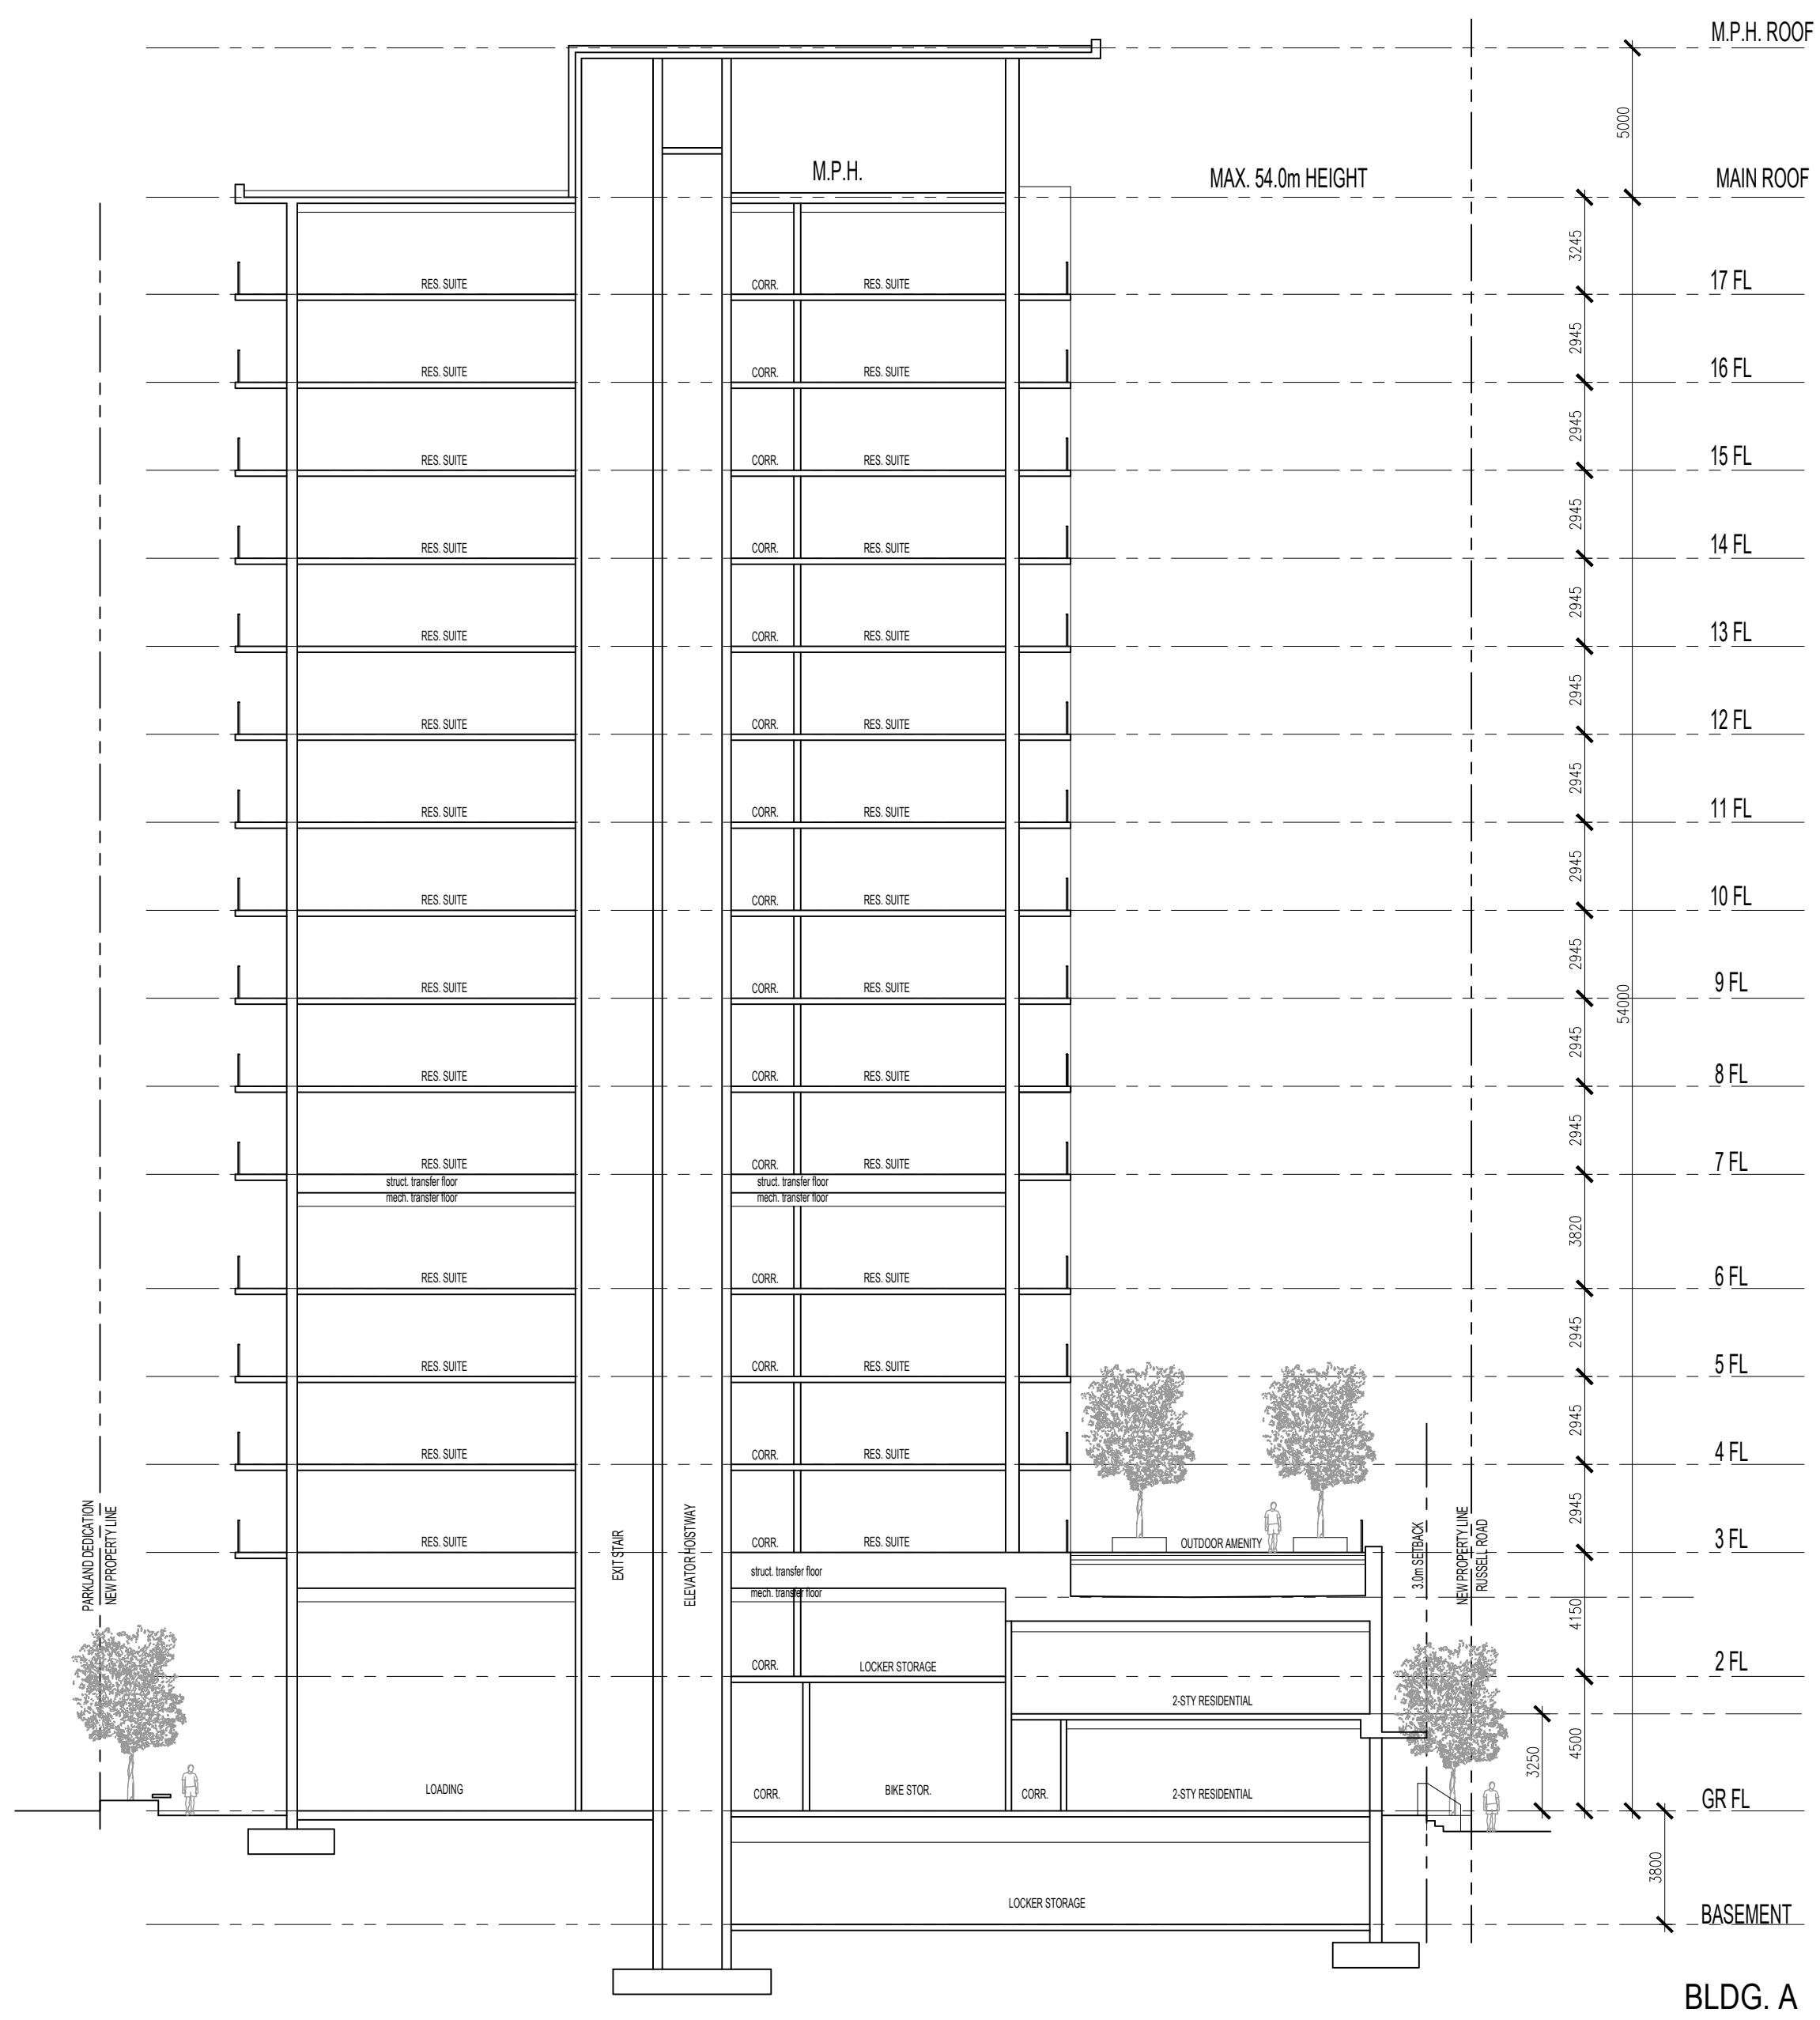 M.P.H. ROOF
5000
M.P.H.
MAX. 54.0m HEIGHT
MAIN ROOF
3245
RES. SUITE
CORR.
RES. SUITE
17 FL
2945
RES. SUITE
CORR.
RES. SUITE
16 FL
2945
RES. SUITE
CORR.
RES. SUITE
15 FL
2945
RES. SUITE
CORR.
RES. SUITE
14 FL
2945
RES. SUITE
CORR.
RES. SUITE
13 FL
2945
RES. SUITE
CORR.
RES. SUITE
12 FL
2945
RES. SUITE
CORR.
RES. SUITE
11 FL
2945
RES. SUITE
CORR.
RES. SUITE
10 FL
2945
RES. SUITE
CORR.
RES. SUITE
9 FL
54000
2945
RES. SUITE
CORR.
RES. SUITE
8 FL
2945
RES. SUITE
CORR.
RES. SUITE
7 FL
struct. transfer floor
struct. transfer floor
mech. transfer floor
mech. transfer floor
3820
RES. SUITE
CORR.
RES. SUITE
6 FL
2945
RES. SUITE
CORR.
RES. SUITE
5 FL
2945
RES. SUITE
CORR.
RES. SUITE
4 FL
2945
PARKLAND DEDICATION
NEW PROPERTY LINE
RES. SUITE
EXIT STAIR
ELEVATOR HOISTWAY
CORR.
RES. SUITE
OUTDOOR AMENITY
3.0m SETBACK
NEW PROPERTY LINE
RUSSELL ROAD
3 FL
struct. transfer floor
mech. transfer floor
4150
CORR.
LOCKER STORAGE
2 FL
2-STY RESIDENTIAL
3250
4500
LOADING
CORR.
BIKE STOR.
CORR.
2-STY RESIDENTIAL
GR FL
3800
LOCKER STORAGE
BASEMENT
BLDG. A